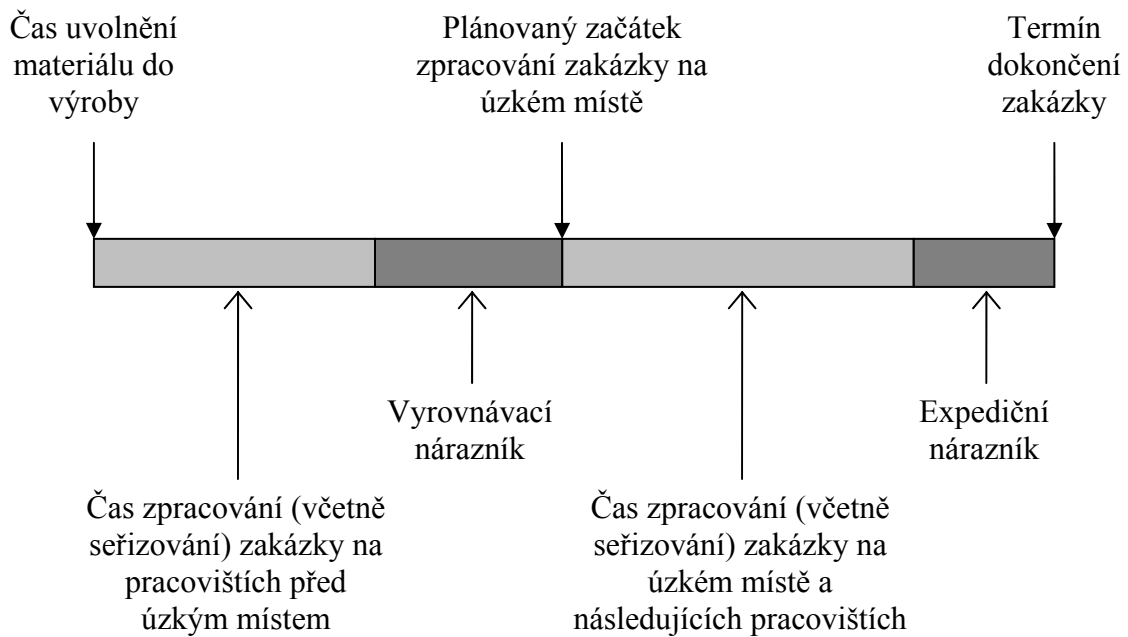 Čas uvolnění
materiálu do
výroby
Plánovaný začátek
zpracování zakázky na
úzkém místě
Termín
dokončení
zakázky
Vyrovnávací
nárazník
Expediční
nárazník
Čas zpracování (včetně
seřizování) zakázky na
pracovištích před
úzkým místem
Čas zpracování (včetně
seřizování) zakázky na
úzkém místě a
následujících pracovištích